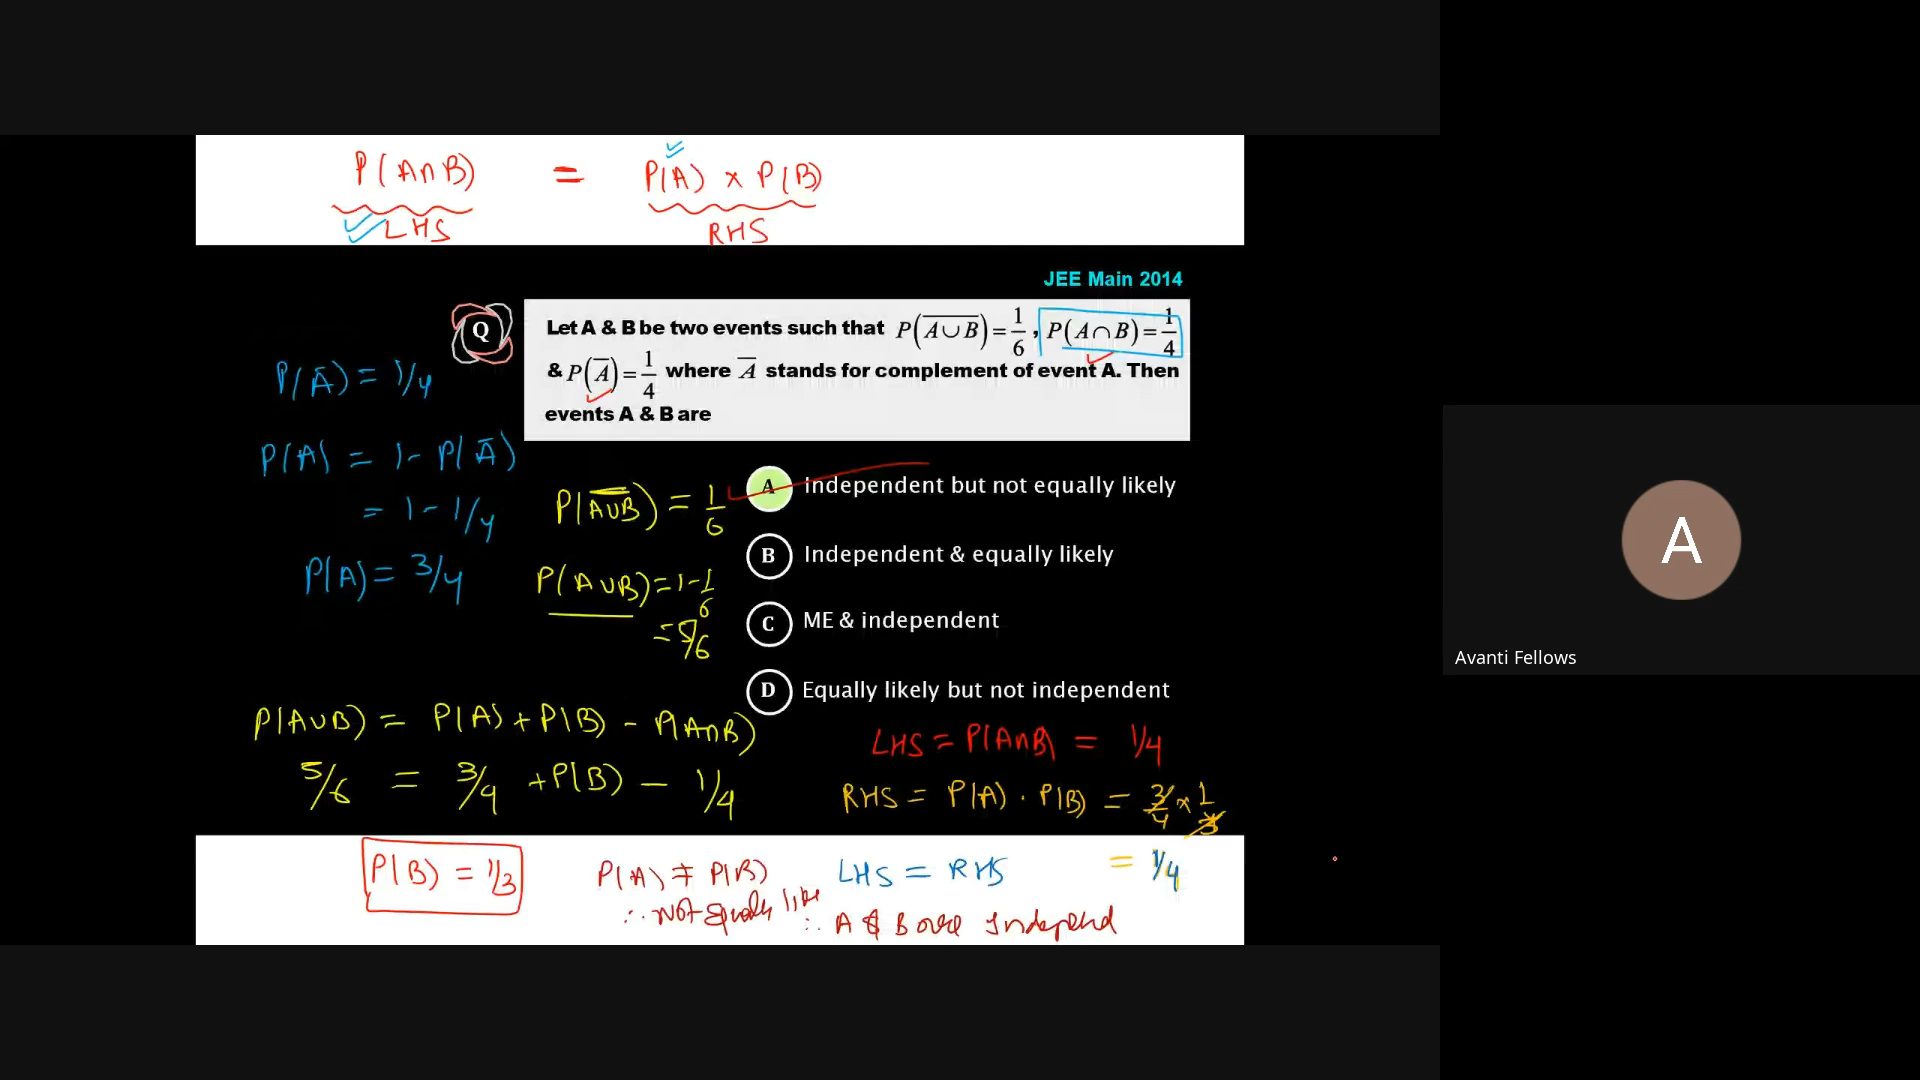 P(A∩B) = P(A) × P(B)
LHS RHS
JEE Main 2014
Q
Let A & B be two events such that P(A̅∪̅B̅) = 1/6 , P(A∩B) = 1/4
& P(A̅) = 1/4 where A̅ stands for complement of event A. Then
events A & B are
P(A̅) = 1/4
P(A) = 1 - P(A̅)
= 1 - 1/4
P(A) = 3/4
P(A̅∪̅B̅) = 1/6
P(A∪B) = 1 - 1/6
= 5/6
A Independent but not equally likely
B Independent & equally likely
C ME & independent
D Equally likely but not independent
P(A∪B) = P(A) + P(B) - P(A∩B)
5/6 = 3/4 + P(B) - 1/4
P(B) = 1/3
LHS = P(A∩B) = 1/4
RHS = P(A) · P(B) = 3/4 × 1/3
= 1/4
P(A) ≠ P(B)
∴ Not Equally like
LHS = RHS
∴ A & B are Independ
A
Avanti Fellows